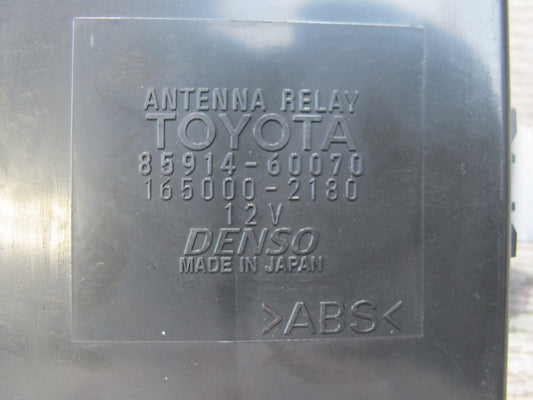 ANTENNA RELAY
TOYOTA
85914-60070
165000-2180
12V
DENSO
MADE IN JAPAN
>ABS<